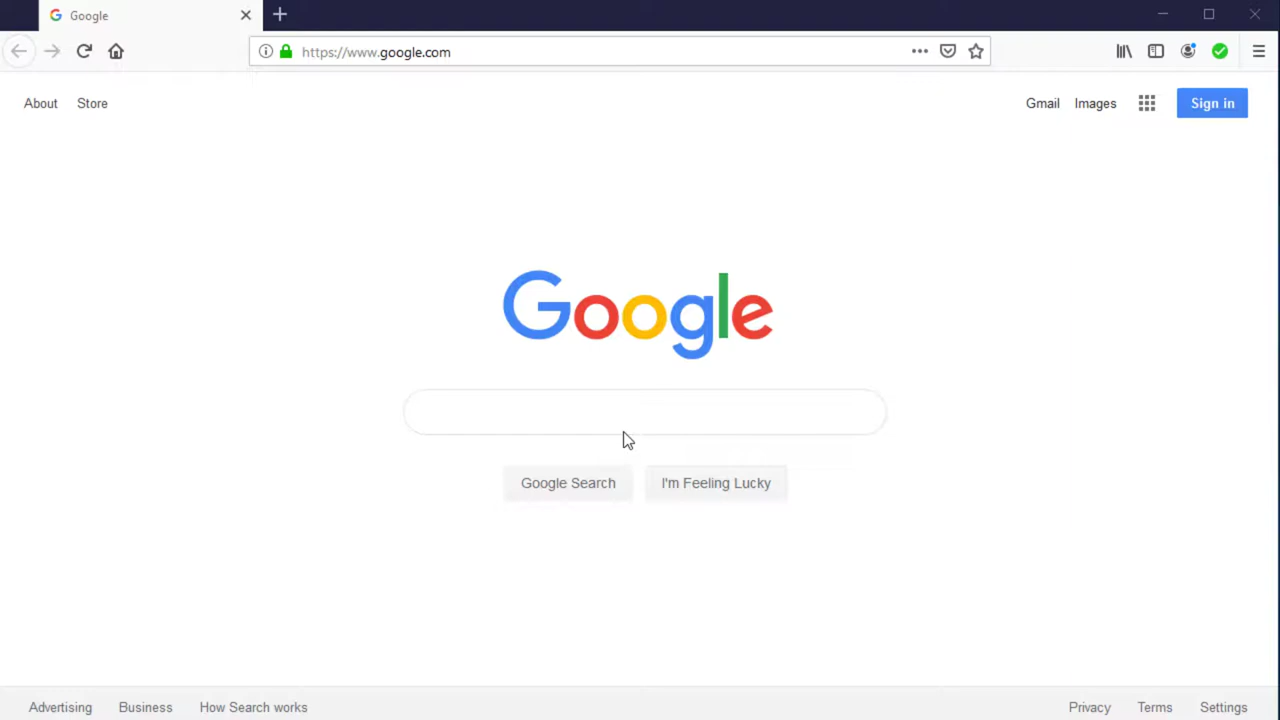 Google
https://www.google.com
About Store
Gmail Images Sign in
Google
Google Search I'm Feeling Lucky
Advertising Business How Search works
Privacy Terms Settings